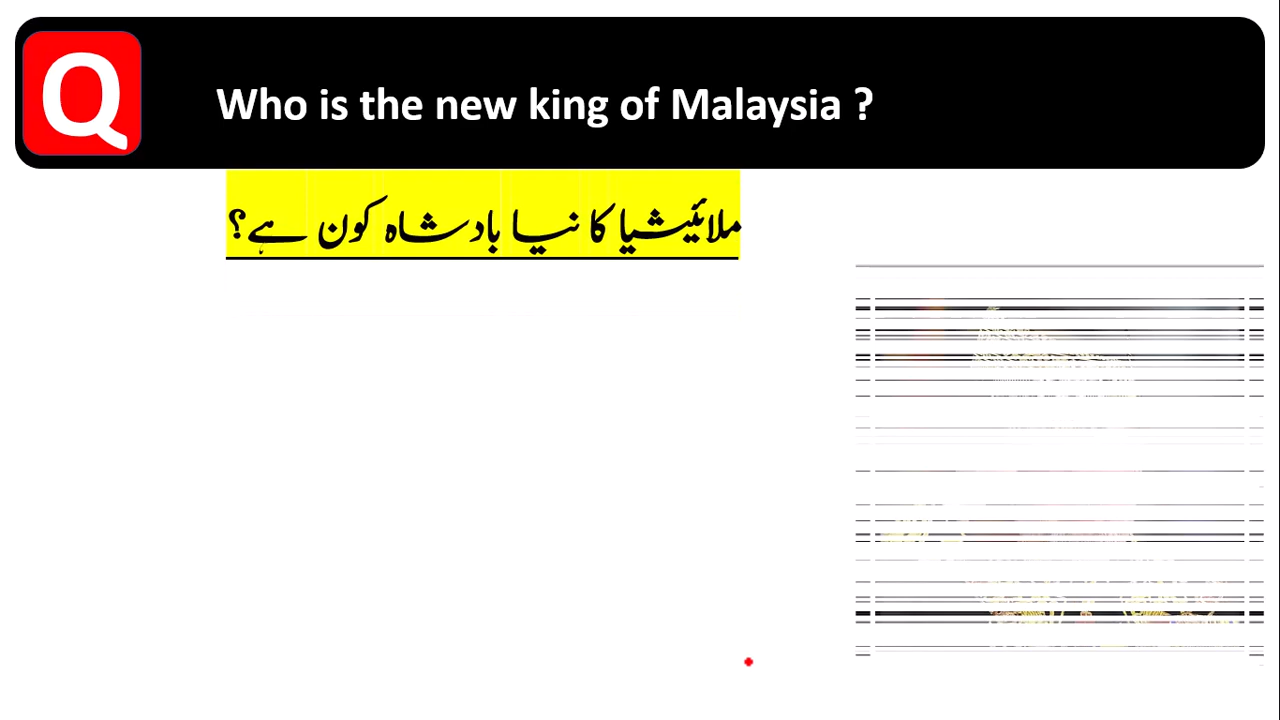 Q
Who is the new king of Malaysia ?
ملائیشیا کا نیا بادشاہ کون ہے؟